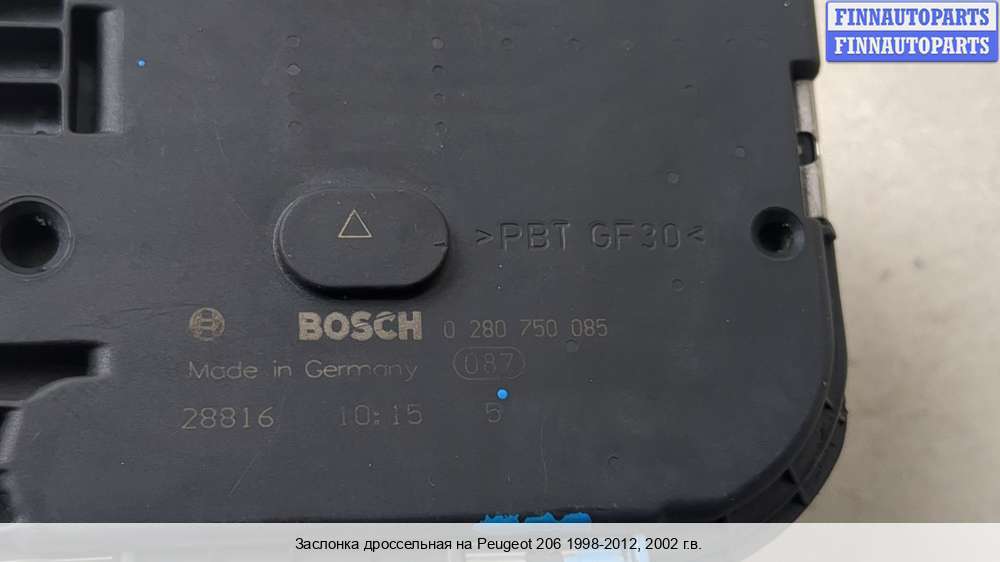 FINNAUTOPARTS
FINNAUTOPARTS
>PBT GF30<
BOSCH 0 280 750 085
Made in Germany 087
28816 10:15 5
Заслонка дроссельная на Peugeot 206 1998-2012, 2002 г.в.